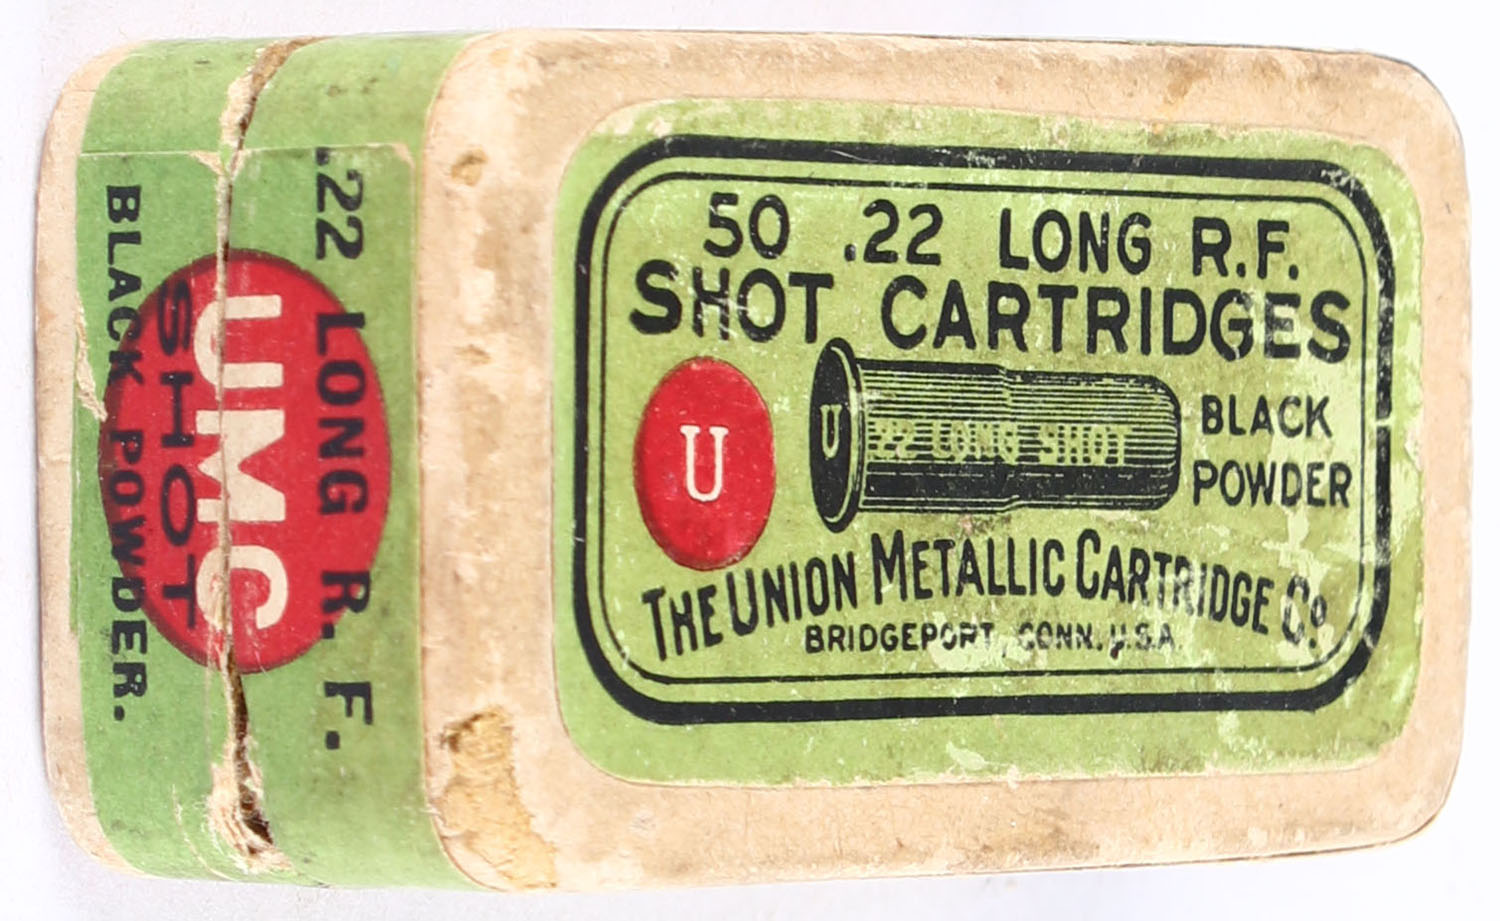 50 .22 LONG R.F.
SHOT CARTRIDGES
U
U
22 LONG SHOT
BLACK
POWDER
THE UNION METALLIC CARTRIDGE Co
BRIDGEPORT, CONN. U.S.A.
.22 LONG R. F.
UMC
SHOT
BLACK POWDER.